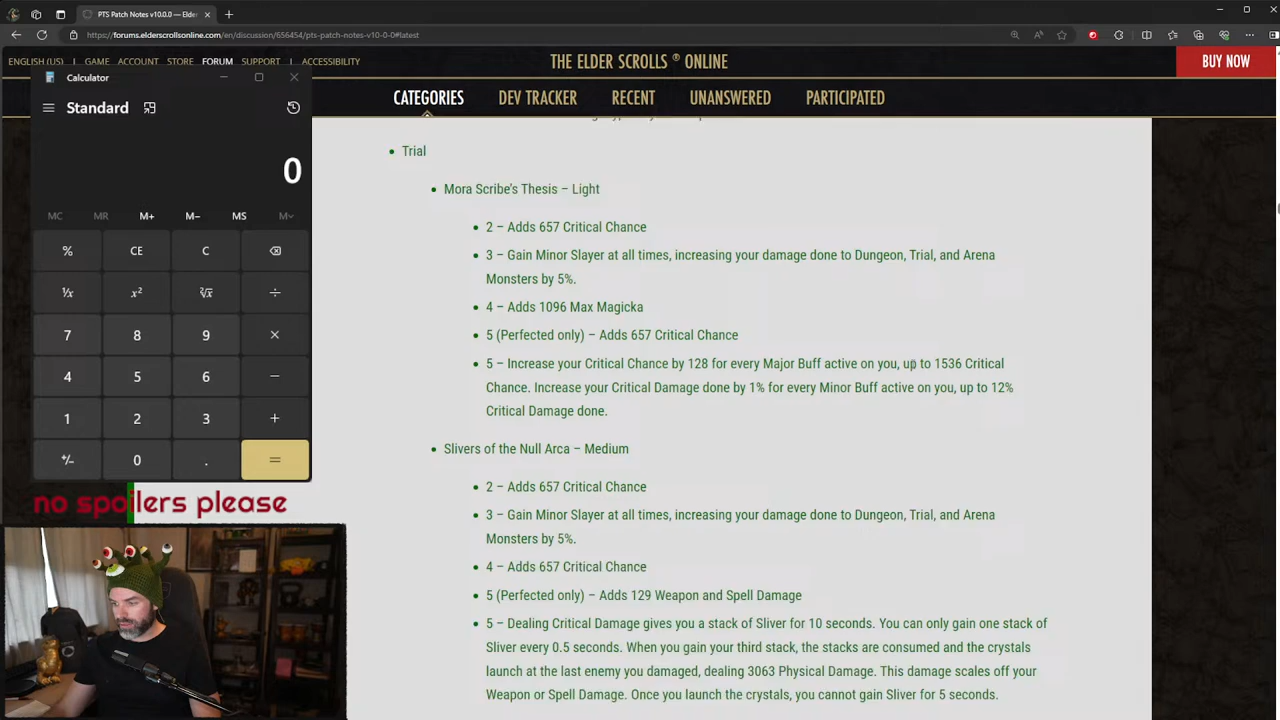 PTS Patch Notes v10.0.0 — Elder
https://forums.elderscrollsonline.com/en/discussion/656454/pts-patch-notes-v10-0-0#latest
ENGLISH (US) | GAME ACCOUNT STORE FORUM SUPPORT | ACCESSIBILITY
THE ELDER SCROLLS ® ONLINE
BUY NOW
CATEGORIES DEV TRACKER RECENT UNANSWERED PARTICIPATED
Calculator
Standard
0
MC MR M+ M− MS M
% CE C
¹/x x² ²√x ÷
7 8 9 ×
4 5 6 −
1 2 3 +
+/− 0 . =
no spoilers please
Trial
Mora Scribe's Thesis – Light
2 – Adds 657 Critical Chance
3 – Gain Minor Slayer at all times, increasing your damage done to Dungeon, Trial, and Arena
Monsters by 5%.
4 – Adds 1096 Max Magicka
5 (Perfected only) – Adds 657 Critical Chance
5 – Increase your Critical Chance by 128 for every Major Buff active on you, up to 1536 Critical
Chance. Increase your Critical Damage done by 1% for every Minor Buff active on you, up to 12%
Critical Damage done.
Slivers of the Null Arca – Medium
2 – Adds 657 Critical Chance
3 – Gain Minor Slayer at all times, increasing your damage done to Dungeon, Trial, and Arena
Monsters by 5%.
4 – Adds 657 Critical Chance
5 (Perfected only) – Adds 129 Weapon and Spell Damage
5 – Dealing Critical Damage gives you a stack of Sliver for 10 seconds. You can only gain one stack of
Sliver every 0.5 seconds. When you gain your third stack, the stacks are consumed and the crystals
launch at the last enemy you damaged, dealing 3063 Physical Damage. This damage scales off your
Weapon or Spell Damage. Once you launch the crystals, you cannot gain Sliver for 5 seconds.